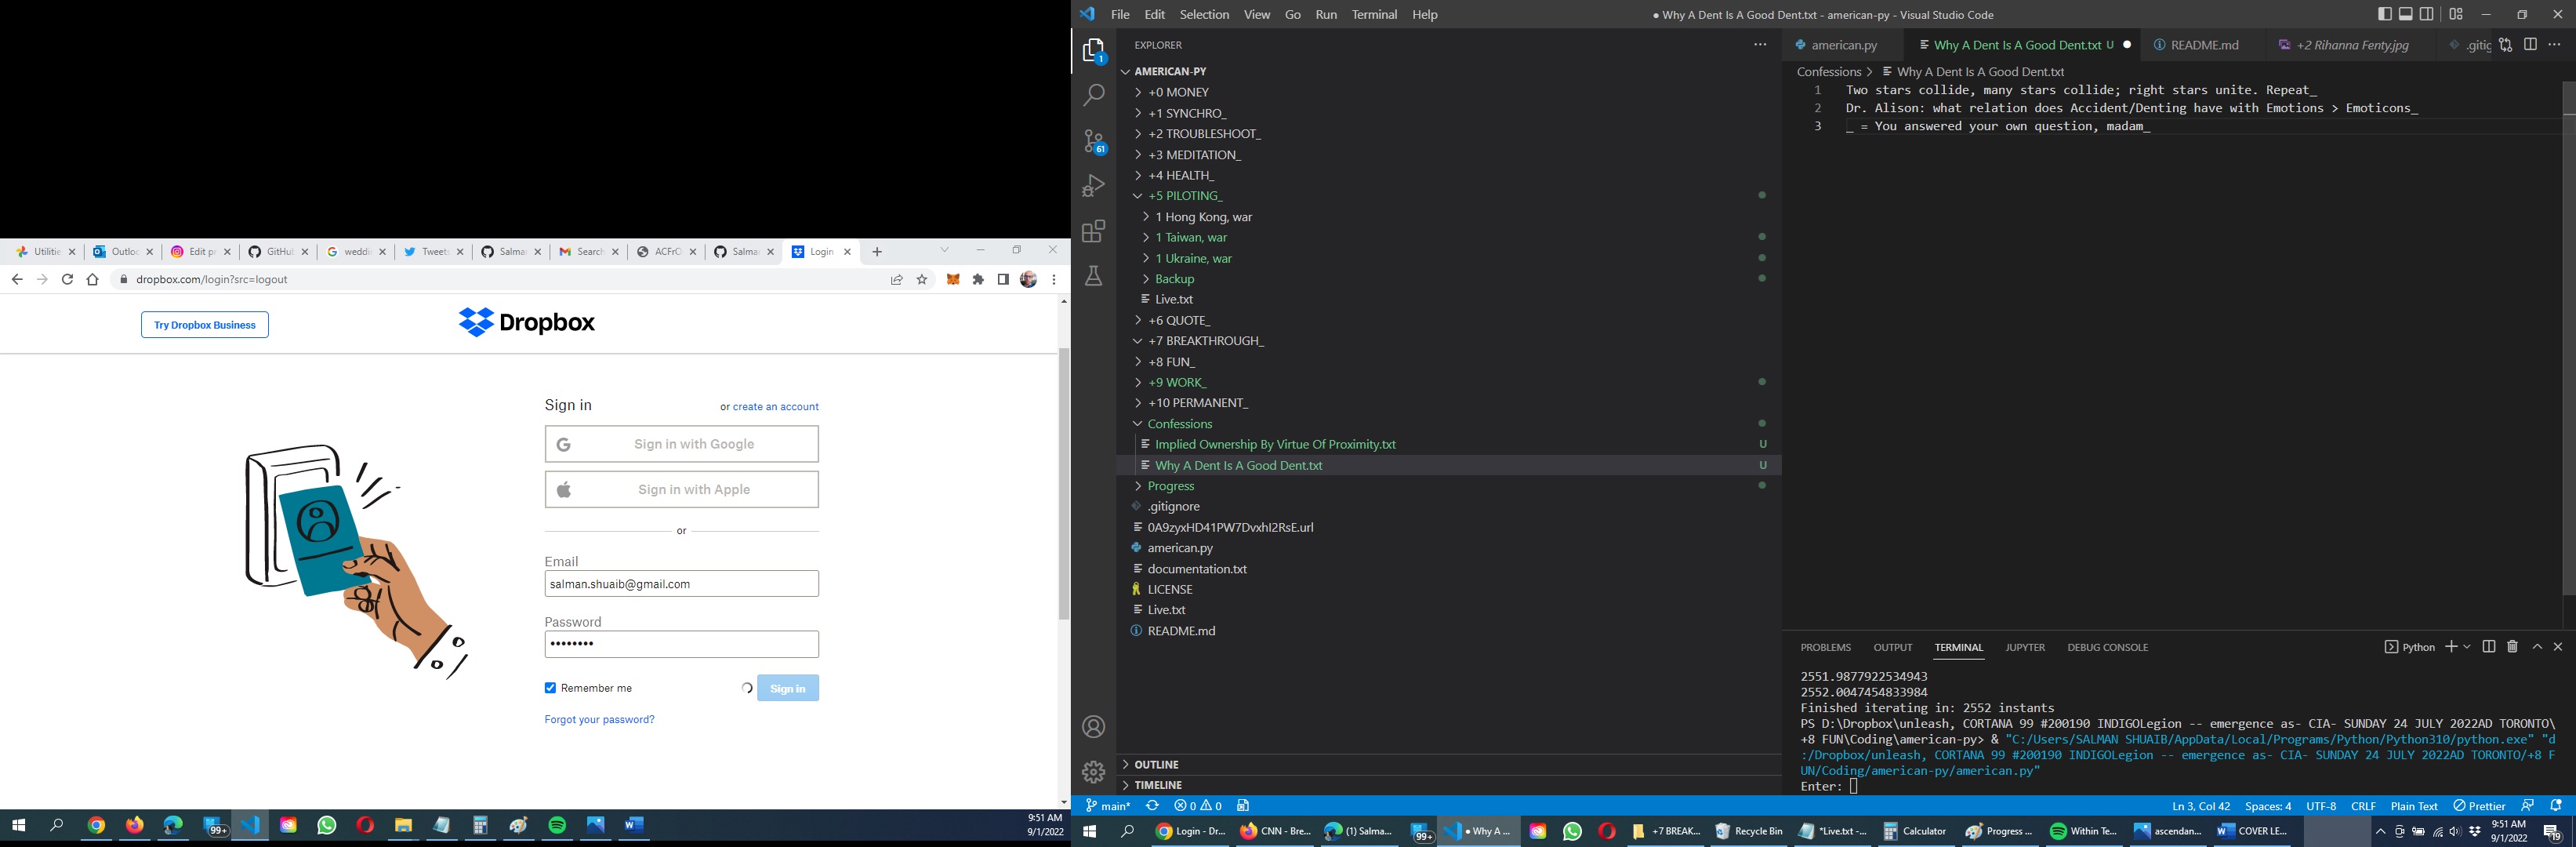 Utilitie
Outloo
Edit pr
GitHub
weddi
Tweets
Salma
Search
ACFrO
Salma
Login
dropbox.com/login?src=logout
Try Dropbox Business
Dropbox
Sign in
or create an account
Sign in with Google
Sign in with Apple
or
Email
salman.shuaib@gmail.com
Password
••••••••
Remember me
Sign in
Forgot your password?
99+
9:51 AM
9/1/2022
File Edit Selection View Go Run Terminal Help
● Why A Dent Is A Good Dent.txt - american-py - Visual Studio Code
1
61
EXPLORER
AMERICAN-PY
+0 MONEY
+1 SYNCHRO_
+2 TROUBLESHOOT_
+3 MEDITATION_
+4 HEALTH_
+5 PILOTING_
1 Hong Kong, war
1 Taiwan, war
1 Ukraine, war
Backup
Live.txt
+6 QUOTE_
+7 BREAKTHROUGH_
+8 FUN_
+9 WORK_
+10 PERMANENT_
Confessions
Implied Ownership By Virtue Of Proximity.txt U
Why A Dent Is A Good Dent.txt U
Progress
.gitignore
0A9zyxHD41PW7DvxhI2RsE.url
american.py
documentation.txt
LICENSE
Live.txt
README.md
OUTLINE
TIMELINE
american.py
Why A Dent Is A Good Dent.txt U
README.md
+2 Rihanna Fenty.jpg
.gitig
Confessions > Why A Dent Is A Good Dent.txt
1 Two stars collide, many stars collide; right stars unite. Repeat_
2 Dr. Alison: what relation does Accident/Denting have with Emotions > Emoticons_
3 _ = You answered your own question, madam_
PROBLEMS OUTPUT TERMINAL JUPYTER DEBUG CONSOLE
Python
2551.9877922534943
2552.0047454833984
Finished iterating in: 2552 instants
PS D:\Dropbox\unleash, CORTANA 99 #200190 INDIGOLegion -- emergence as- CIA- SUNDAY 24 JULY 2022AD TORONTO\
+8 FUN\Coding\american-py> & "C:/Users/SALMAN SHUAIB/AppData/Local/Programs/Python/Python310/python.exe" "d
:/Dropbox/unleash, CORTANA 99 #200190 INDIGOLegion -- emergence as- CIA- SUNDAY 24 JULY 2022AD TORONTO/+8 F
UN/Coding/american-py/american.py"
Enter:
main* 0 0
Ln 3, Col 42 Spaces: 4 UTF-8 CRLF Plain Text Prettier
Login - Dr...
CNN - Bre...
(1) Salma...
99+
● Why A ...
+7 BREAK...
Recycle Bin
*Live.txt -...
Calculator
Progress ...
Within Te...
ascendan...
COVER LE...
9:51 AM
9/1/2022
19